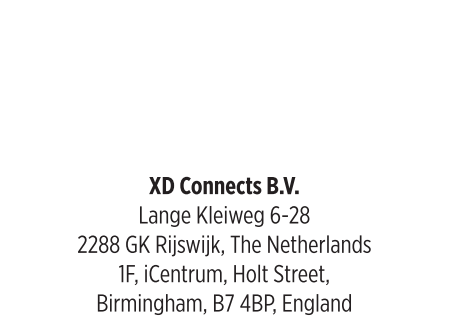 XD Connects B.V.
Lange Kleiweg 6-28
2288 GK Rijswijk, The Netherlands
1F, iCentrum, Holt Street,
Birmingham, B7 4BP, England